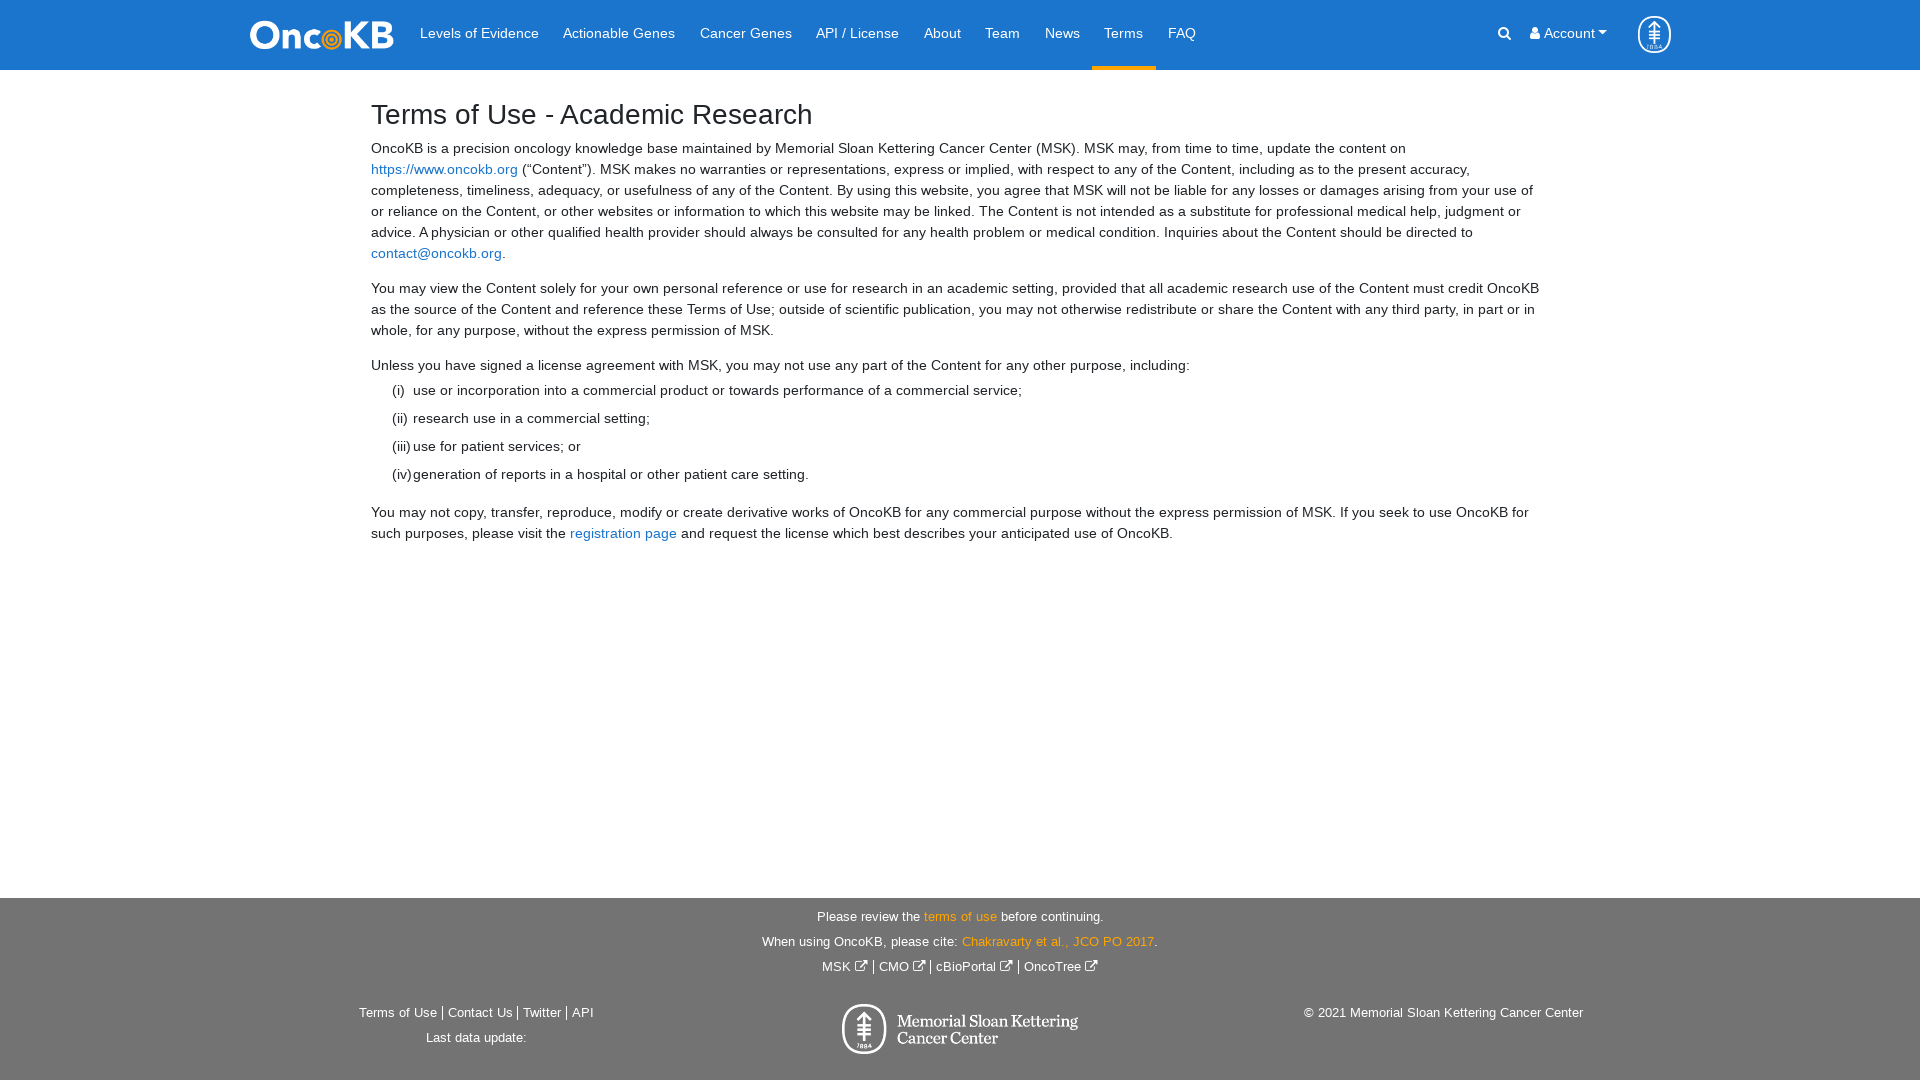 OncoKB Levels of Evidence Actionable Genes Cancer Genes API / License About Team News Terms FAQ Account 1884
Terms of Use - Academic Research
OncoKB is a precision oncology knowledge base maintained by Memorial Sloan Kettering Cancer Center (MSK). MSK may, from time to time, update the content on
https://www.oncokb.org (“Content”). MSK makes no warranties or representations, express or implied, with respect to any of the Content, including as to the present accuracy,
completeness, timeliness, adequacy, or usefulness of any of the Content. By using this website, you agree that MSK will not be liable for any losses or damages arising from your use of
or reliance on the Content, or other websites or information to which this website may be linked. The Content is not intended as a substitute for professional medical help, judgment or
advice. A physician or other qualified health provider should always be consulted for any health problem or medical condition. Inquiries about the Content should be directed to
contact@oncokb.org.
You may view the Content solely for your own personal reference or use for research in an academic setting, provided that all academic research use of the Content must credit OncoKB
as the source of the Content and reference these Terms of Use; outside of scientific publication, you may not otherwise redistribute or share the Content with any third party, in part or in
whole, for any purpose, without the express permission of MSK.
Unless you have signed a license agreement with MSK, you may not use any part of the Content for any other purpose, including:
(i) use or incorporation into a commercial product or towards performance of a commercial service;
(ii) research use in a commercial setting;
(iii) use for patient services; or
(iv) generation of reports in a hospital or other patient care setting.
You may not copy, transfer, reproduce, modify or create derivative works of OncoKB for any commercial purpose without the express permission of MSK. If you seek to use OncoKB for
such purposes, please visit the registration page and request the license which best describes your anticipated use of OncoKB.
Please review the terms of use before continuing.
When using OncoKB, please cite: Chakravarty et al., JCO PO 2017.
MSK | CMO | cBioPortal | OncoTree
Terms of Use | Contact Us | Twitter | API
Last data update:
1884 Memorial Sloan Kettering
Cancer Center
© 2021 Memorial Sloan Kettering Cancer Center